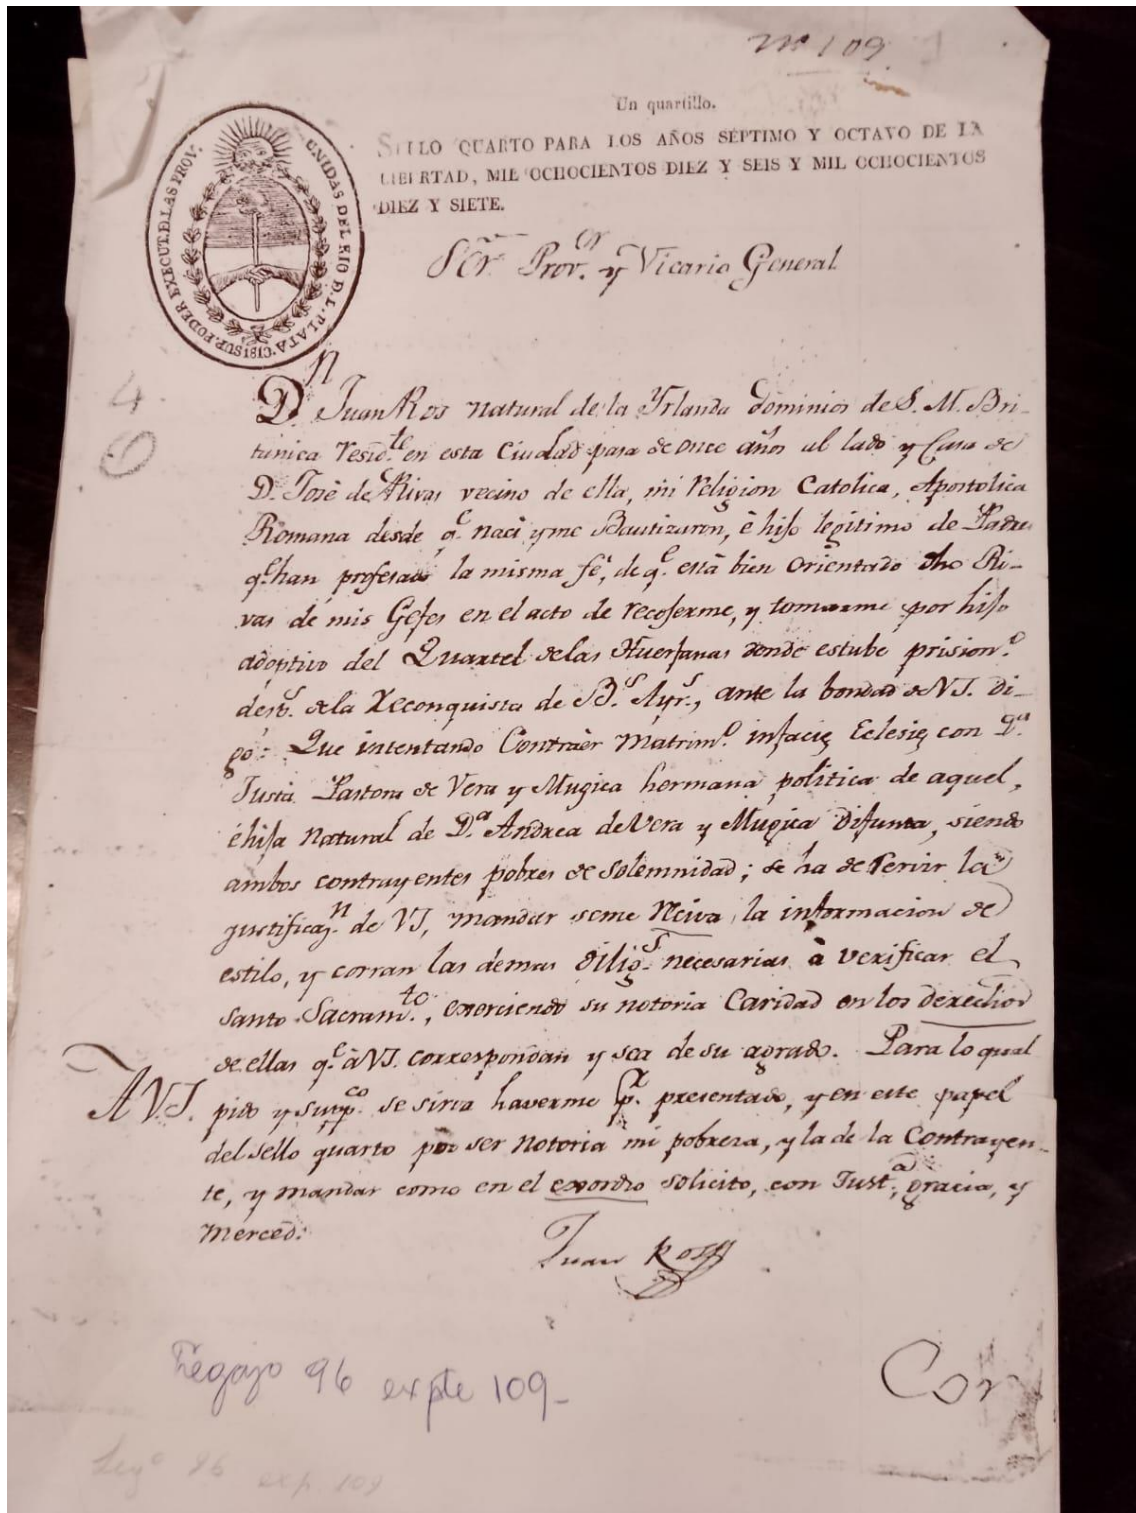 nº 109
Un quartillo.
SELLO QUARTO PARA LOS AÑOS SEPTIMO Y OCTAVO DE LA
LIBERTAD, MIL OCHOCIENTOS DIEZ Y SEIS Y MIL OCHOCIENTOS
DIEZ Y SIETE.
SUP. PODER EXECUT. D. LAS PROV. UNIDAS DEL RIO D. L. PLATA
Sºr. Provºr. y Vicario General
Dn Juan Ros natural de la Yrlanda dominios de S. M. Bri-
tanica resid.te en esta Ciudad pasa de once años al lado y Casa de
D. José de Rivas vecino de ella, mi religion Catolica, Apostolica
Romana desde q.e naci y me Bautizaron, é hijo legitimo de Padres
q.e han profesado la misma fé, de q.e está bien orientado dho Ri-
vas de mis Gefes en el acto de recojerme, y tomarme por hijo
adoptivo del Quartel de las Huerfanas donde estube prision.o
desp.s de la Reconquista de B.s Ayr.s, ante la bondad de VS. di-
go: Que intentando Contraer Matrim.o infacie Eclesie con D.a
Justa Pastora de Vera y Mugica hermana politica de aquel,
é hija natural de D.a Andrea de Vera y Mugica difunta, siendo
ambos contrayentes pobres de solemnidad; se ha de servir la
justificaz.n de VS, mandar seme reciva la informacion de
estilo, y corran las demas dilig.s necesarias à verificar el
Santo Sacram.to, exerciendo su notoria Caridad en los derechos
de ellas q.e à VS. correspondan y sea de su agrado. Para lo qual
A V.S. pido y supp.co se sirva haverme p.r presentado, y en este papel
del sello quarto por ser notoria mi pobreza, y la de la Contrayen-
te, y mandar como en el exordio solicito, con Just.a, gracia, y
Merced.
Juan Ross
Legajo 96 expte 109-
Cor
Leg.o 96 exp. 109